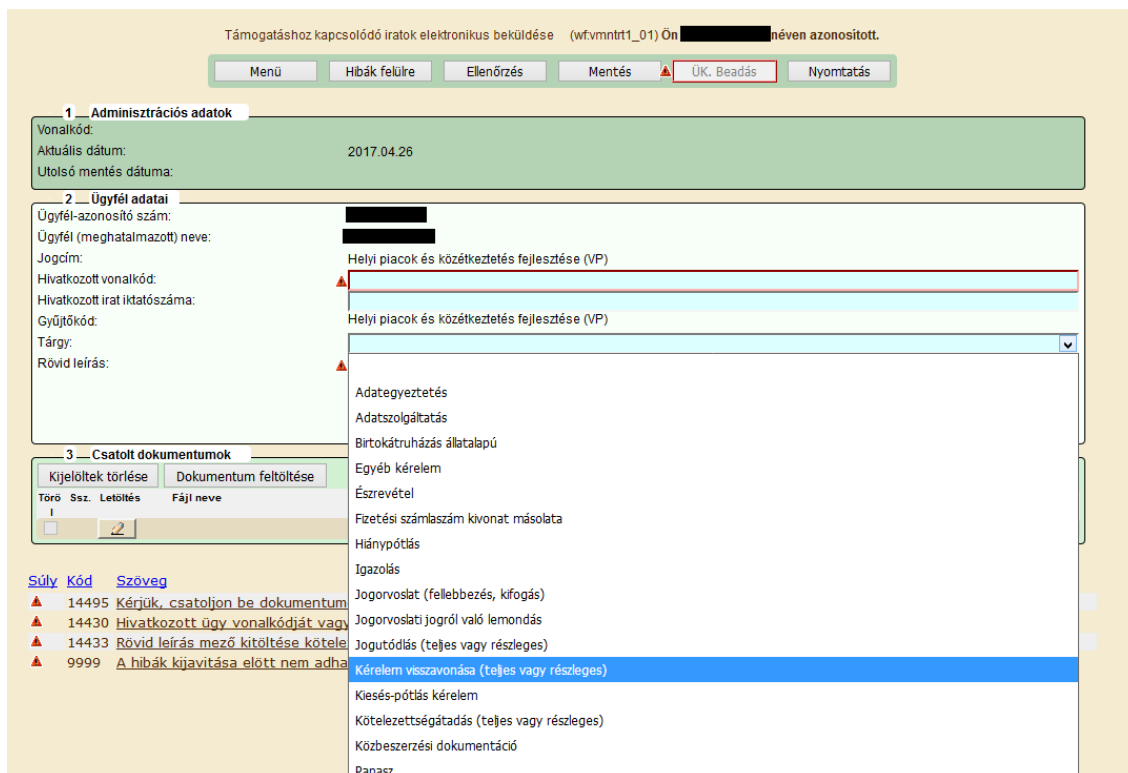 Támogatáshoz kapcsolódó iratok elektronikus beküldése (wf:vmntrt1_01) Ön néven azonosított.
Menü Hibák felülre Ellenőrzés Mentés ÜK. Beadás Nyomtatás
1 Adminisztrációs adatok
Vonalkód:
Aktuális dátum: 2017.04.26
Utolsó mentés dátuma:
2 Ügyfél adatai
Ügyfél-azonosító szám:
Ügyfél (meghatalmazott) neve:
Jogcím: Helyi piacok és közétkeztetés fejlesztése (VP)
Hivatkozott vonalkód:
Hivatkozott irat iktatószáma:
Gyűjtőkód: Helyi piacok és közétkeztetés fejlesztése (VP)
Tárgy:
Rövid leírás:
Adategyeztetés
Adatszolgáltatás
Birtokátruházás állatalapú
Egyéb kérelem
Észrevétel
Fizetési számlaszám kivonat másolata
Hiánypótlás
Igazolás
Jogorvoslat (fellebbezés, kifogás)
Jogorvoslati jogról való lemondás
Jogutódlás (teljes vagy részleges)
Kérelem visszavonása (teljes vagy részleges)
Kiesés-pótlás kérelem
Kötelezettségátadás (teljes vagy részleges)
Közbeszerzési dokumentáció
Panasz
3 Csatolt dokumentumok
Kijelöltek törlése Dokumentum feltöltése
Törö Ssz. Letöltés Fájl neve
l
Súly Kód Szöveg
14495 Kérjük, csatoljon be dokumentum
14430 Hivatkozott ügy vonalkódját vagy
14433 Rövid leírás mező kitöltése kötele
9999 A hibák kijavitása elött nem adha